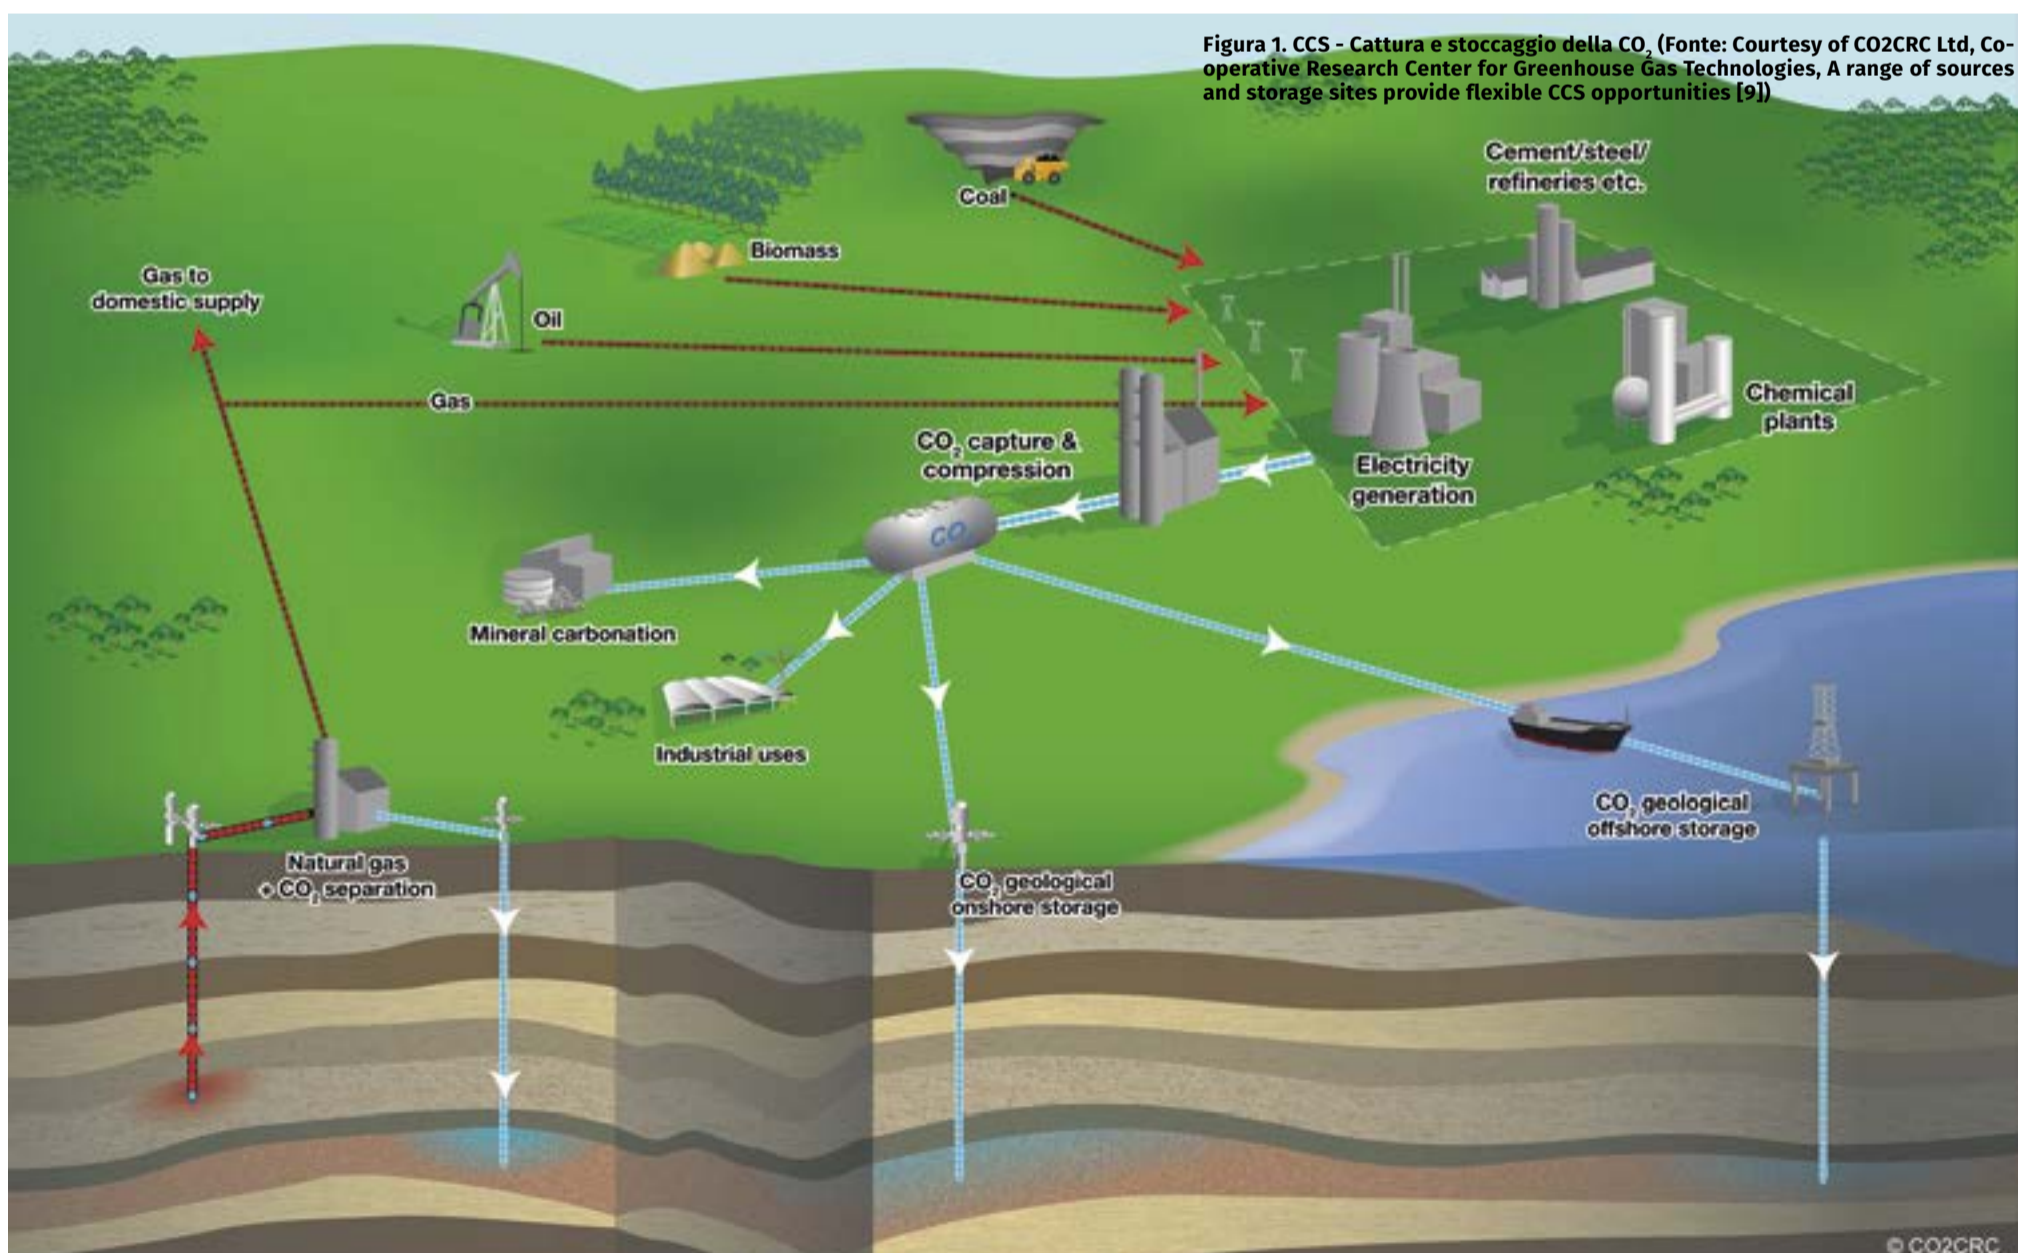 Figura 1. CCS - Cattura e stoccaggio della CO₂ (Fonte: Courtesy of CO2CRC Ltd, Co-
operative Research Center for Greenhouse Gas Technologies, A range of sources
and storage sites provide flexible CCS opportunities [9])
Cement/steel/
refineries etc.
Coal
Biomass
Gas to
domestic supply
Oil
Gas
Chemical
plants
CO₂ capture &
compression
Electricity
generation
CO₂
Mineral carbonation
Industrial uses
CO₂ geological
offshore storage
Natural gas
+ CO₂ separation
CO₂ geological
onshore storage
© CO2CRC